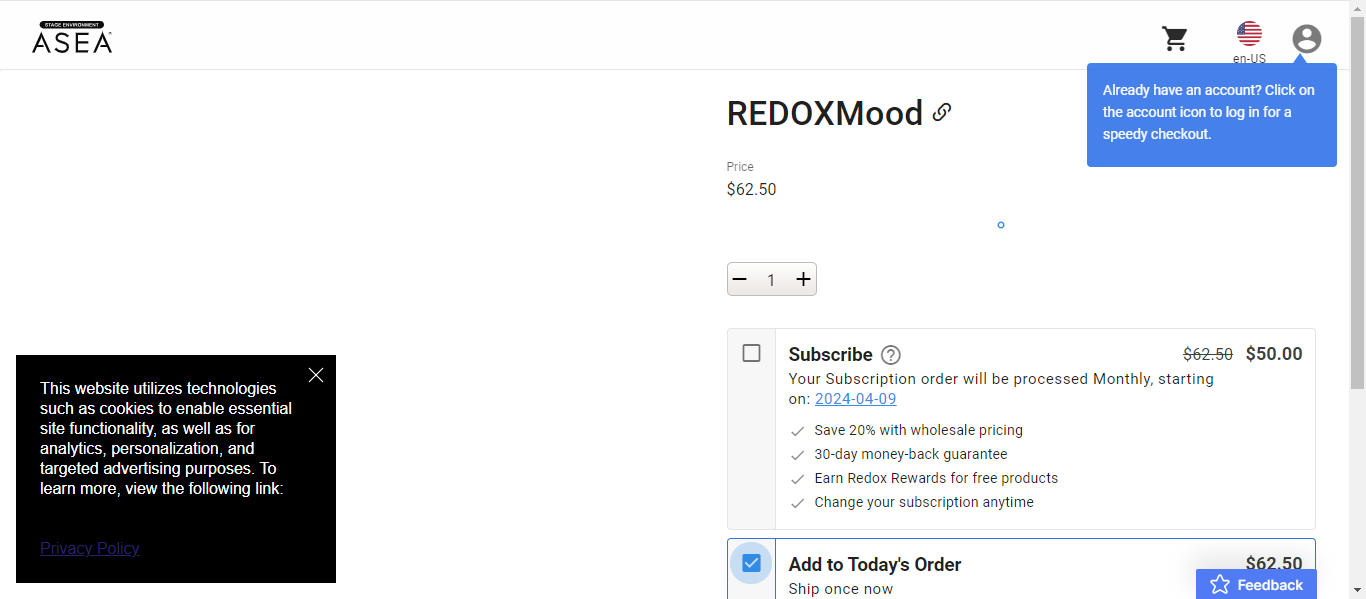 STAGE ENVIRONMENT
ASEA
en-US
Already have an account? Click on
the account icon to log in for a
speedy checkout.
REDOXMood
Price
$62.50
1
Subscribe
$62.50 $50.00
Your Subscription order will be processed Monthly, starting
on: 2024-04-09
Save 20% with wholesale pricing
30-day money-back guarantee
Earn Redox Rewards for free products
Change your subscription anytime
This website utilizes technologies
such as cookies to enable essential
site functionality, as well as for
analytics, personalization, and
targeted advertising purposes. To
learn more, view the following link:
Privacy Policy
Add to Today's Order
$62.50
Ship once now
Feedback